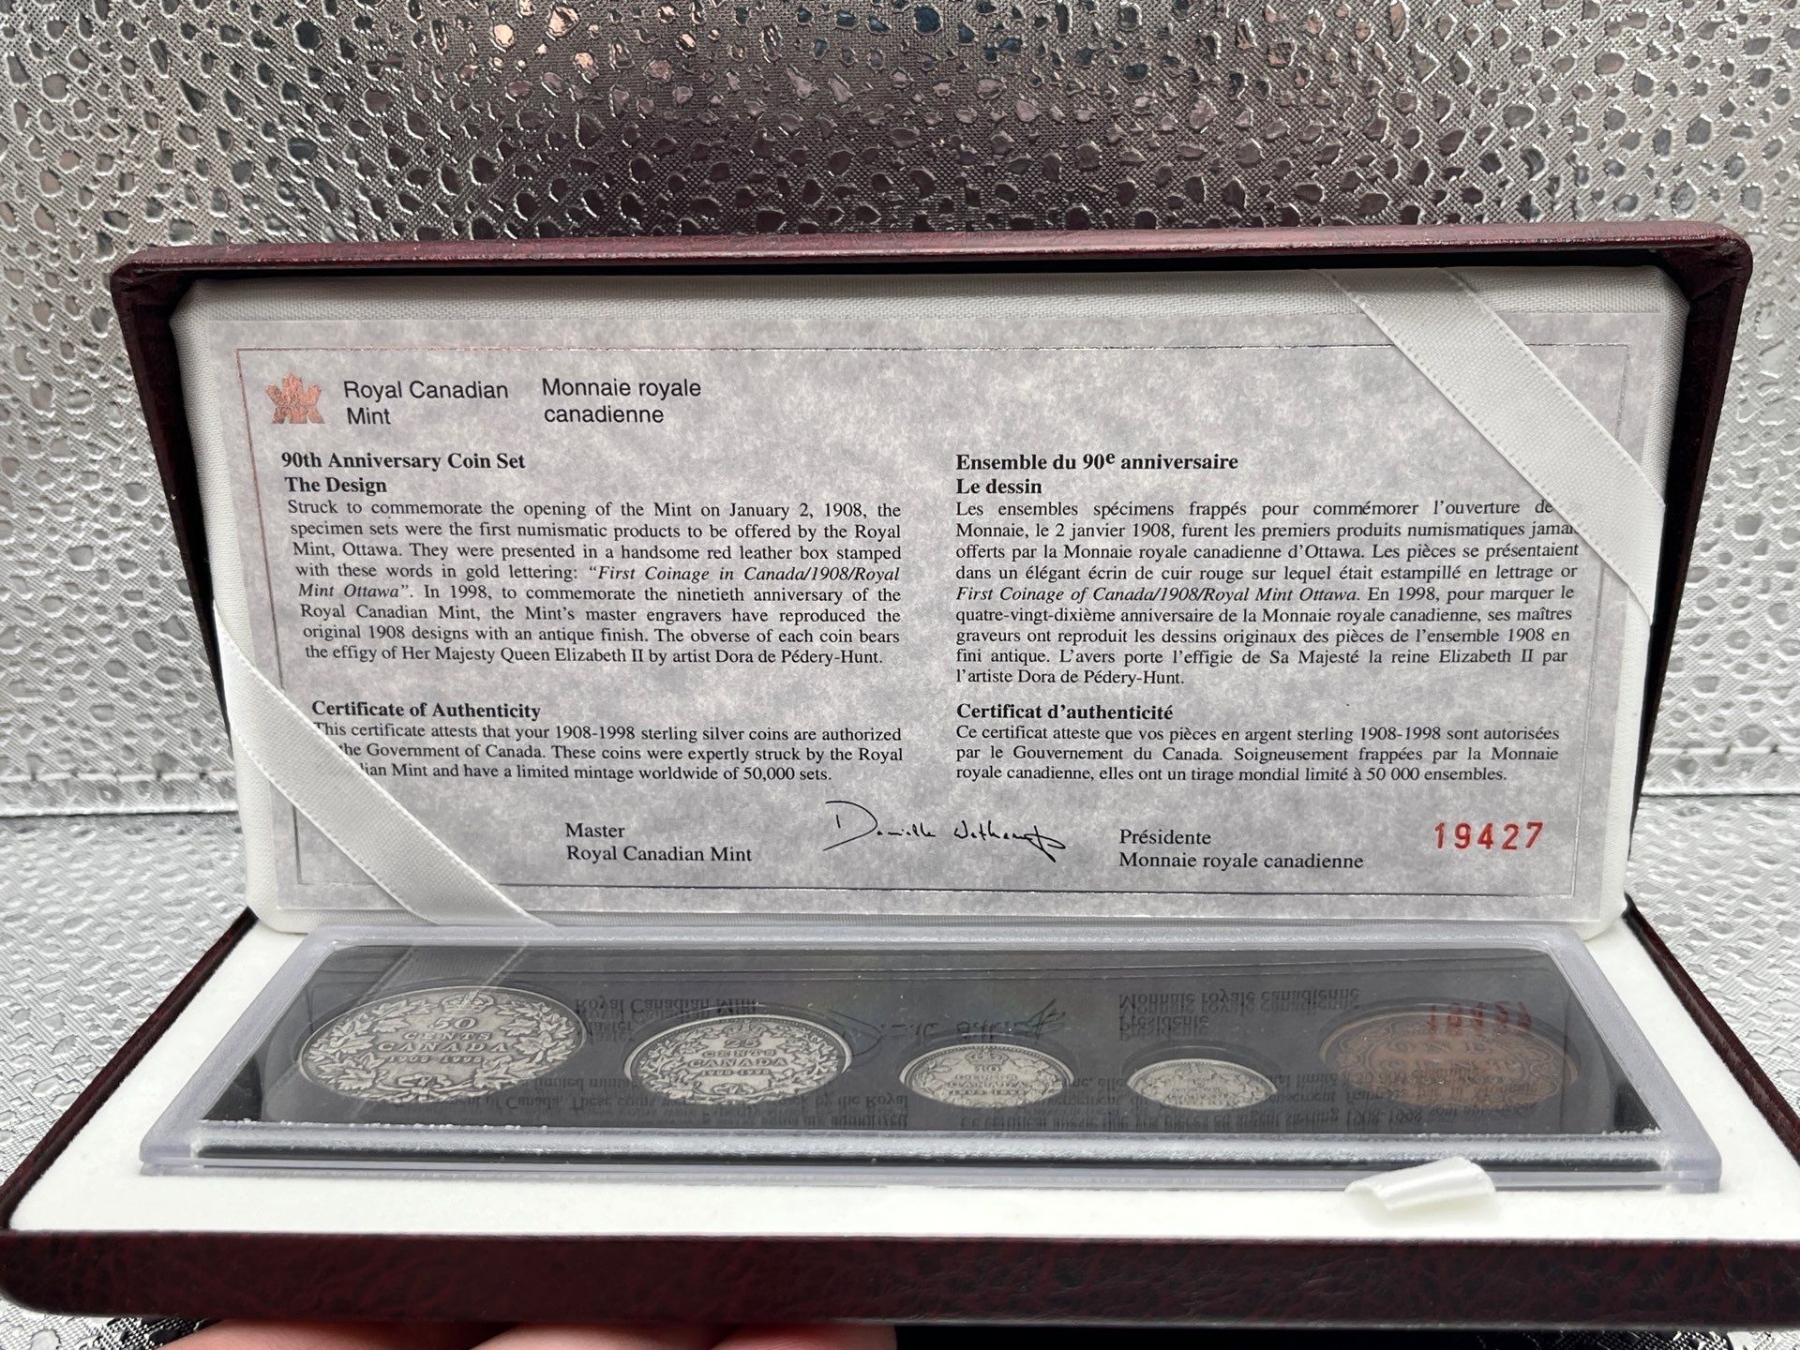 Royal Canadian
Mint
Monnaie royale
canadienne
90th Anniversary Coin Set
The Design
Struck to commemorate the opening of the Mint on January 2, 1908, the
specimen sets were the first numismatic products to be offered by the Royal
Mint, Ottawa. They were presented in a handsome red leather box stamped
with these words in gold lettering: “First Coinage in Canada/1908/Royal
Mint Ottawa”. In 1998, to commemorate the ninetieth anniversary of the
Royal Canadian Mint, the Mint’s master engravers have reproduced the
original 1908 designs with an antique finish. The obverse of each coin bears
the effigy of Her Majesty Queen Elizabeth II by artist Dora de Pédery-Hunt.
Certificate of Authenticity
This certificate attests that your 1908-1998 sterling silver coins are authorized
the Government of Canada. These coins were expertly struck by the Royal
ian Mint and have a limited mintage worldwide of 50,000 sets.
Ensemble du 90e anniversaire
Le dessin
Les ensembles spécimens frappés pour commémorer l’ouverture de
Monnaie, le 2 janvier 1908, furent les premiers produits numismatiques jamai
offerts par la Monnaie royale canadienne d’Ottawa. Les pièces se présentaient
dans un élégant écrin de cuir rouge sur lequel était estampillé en lettrage or
First Coinage of Canada/1908/Royal Mint Ottawa. En 1998, pour marquer le
quatre-vingt-dixième anniversaire de la Monnaie royale canadienne, ses maîtres
graveurs ont reproduit les dessins originaux des pièces de l’ensemble 1908 en
fini antique. L’avers porte l’effigie de Sa Majesté la reine Elizabeth II par
l’artiste Dora de Pédery-Hunt.
Certificat d’authenticité
Ce certificat atteste que vos pièces en argent sterling 1908-1998 sont autorisées
par le Gouvernement du Canada. Soigneusement frappées par la Monnaie
royale canadienne, elles ont un tirage mondial limité à 50 000 ensembles.
Master
Royal Canadian Mint
Présidente
Monnaie royale canadienne
19427
50
CENTS
CANADA
1908-1998
25
CENTS
CANADA
1908-1998